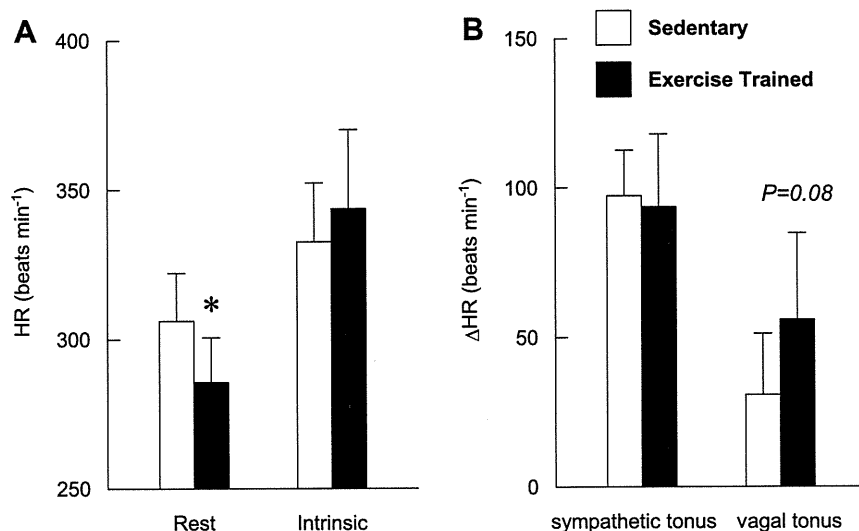 A
400
350
300
250
HR (beats min⁻¹)
*
Rest
Intrinsic
B
150
100
50
0
ΔHR (beats min⁻¹)
Sedentary
Exercise Trained
P=0.08
sympathetic tonus
vagal tonus